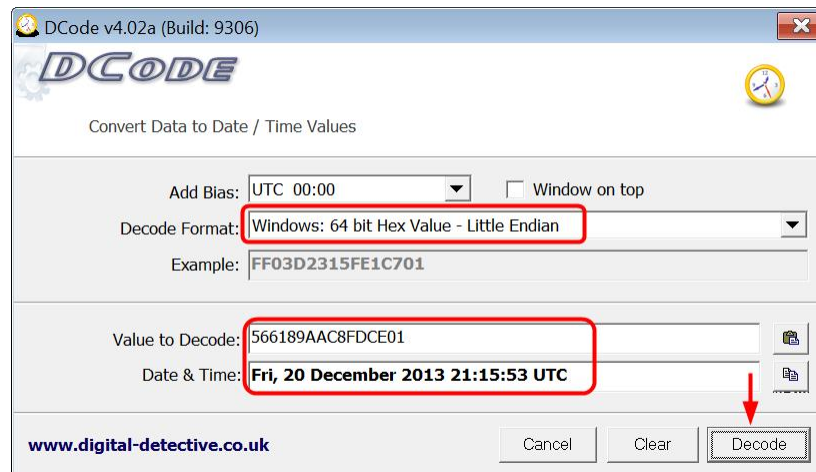 DCode v4.02a (Build: 9306)
DCODE
Convert Data to Date / Time Values
Add Bias: UTC 00:00 Window on top
Decode Format: Windows: 64 bit Hex Value - Little Endian
Example: FF03D2315FE1C701
Value to Decode: 566189AAC8FDCE01
Date & Time: Fri, 20 December 2013 21:15:53 UTC
www.digital-detective.co.uk Cancel Clear Decode